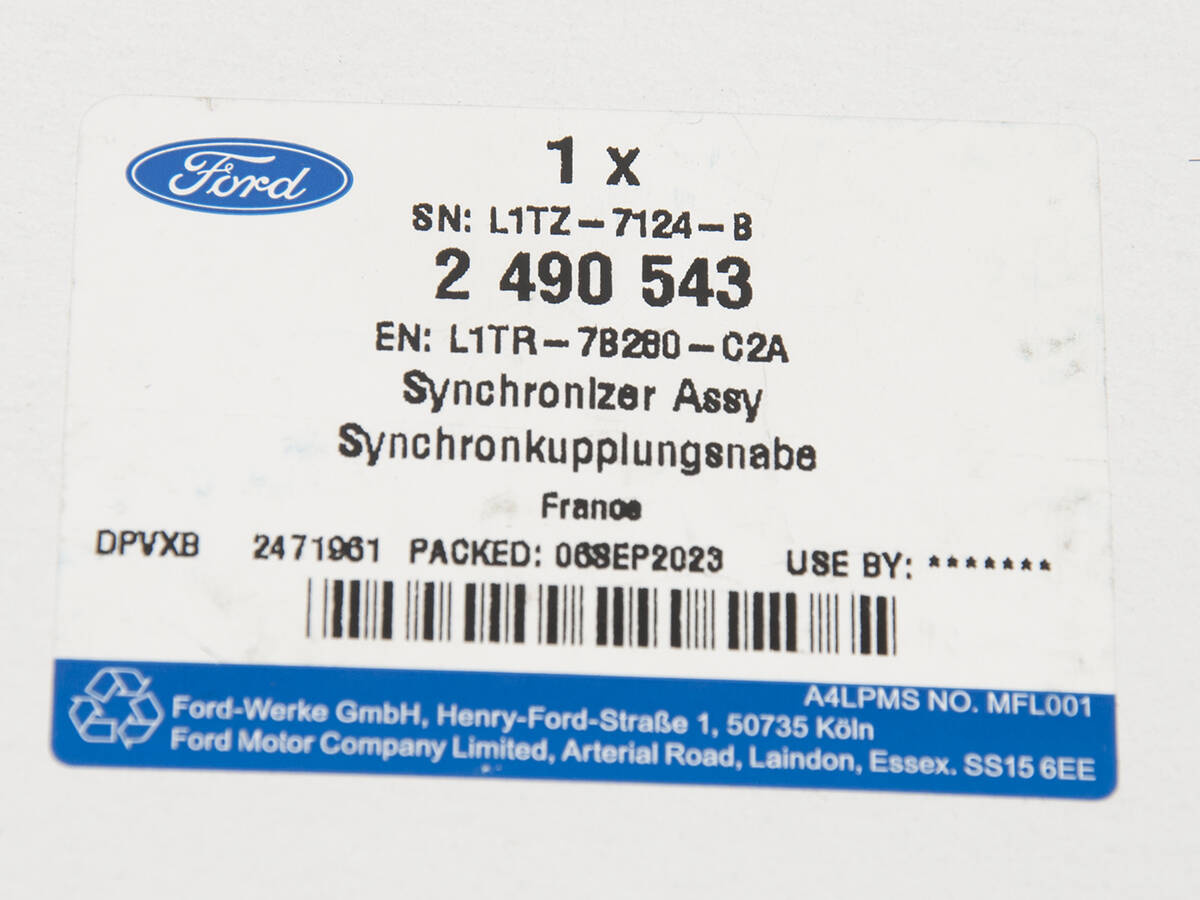 Ford
1 x
SN: L1TZ-7124-B
2 490 543
EN: L1TR-7B280-C2A
Synchronizer Assy
Synchronkupplungsnabe
France
DPVXB 2471961 PACKED: 06SEP2023 USE BY: *******
A4LPMS NO. MFL001
Ford-Werke GmbH, Henry-Ford-Straße 1, 50735 Köln
Ford Motor Company Limited, Arterial Road, Laindon, Essex. SS15 6EE